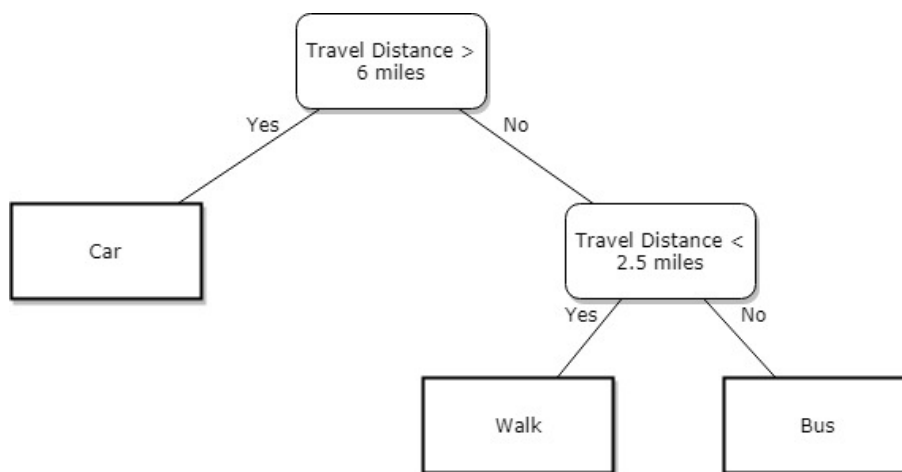 Travel Distance >
6 miles
Yes
No
Car
Travel Distance <
2.5 miles
Yes
No
Walk
Bus